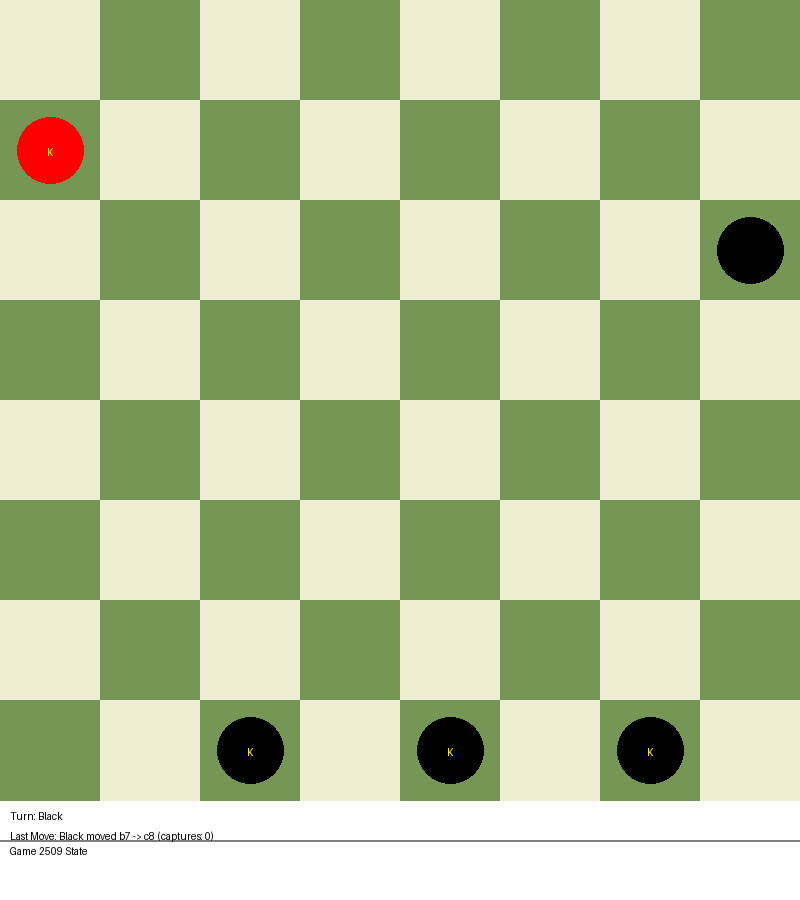 K
K K K
Turn: Black
Last Move: Black moved b7 -> c8 (captures: 0)
Game 2509 State